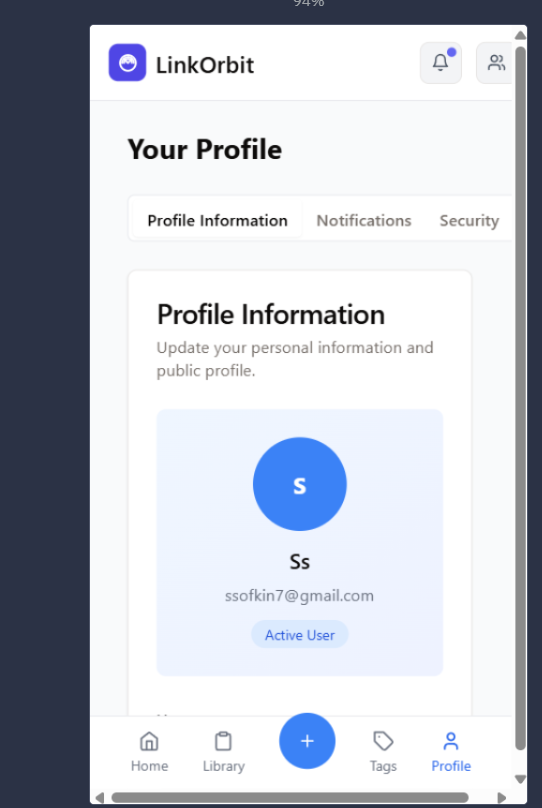 94%
LinkOrbit
Your Profile
Profile Information Notifications Security
Profile Information
Update your personal information and
public profile.
S
Ss
ssofkin7@gmail.com
Active User
+
Home Library Tags Profile